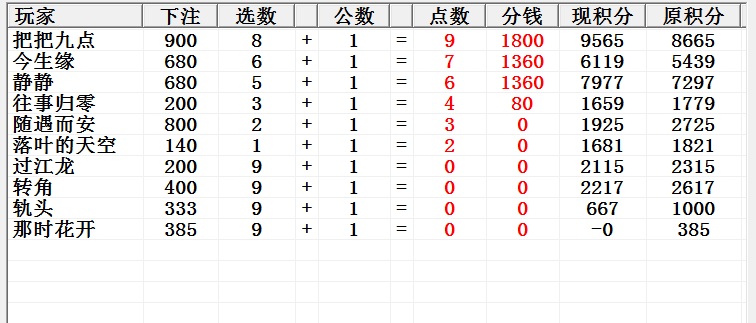 玩家 下注 选数 公数 点数 分钱 现积分 原积分
把把九点 900 8 + 1 = 9 1800 9565 8665
今生缘 680 6 + 1 = 7 1360 6119 5439
静静 680 5 + 1 = 6 1360 7977 7297
往事归零 200 3 + 1 = 4 80 1659 1779
随遇而安 800 2 + 1 = 3 0 1925 2725
落叶的天空 140 1 + 1 = 2 0 1681 1821
过江龙 200 9 + 1 = 0 0 2115 2315
转角 400 9 + 1 = 0 0 2217 2617
轨头 333 9 + 1 = 0 0 667 1000
那时花开 385 9 + 1 = 0 0 -0 385